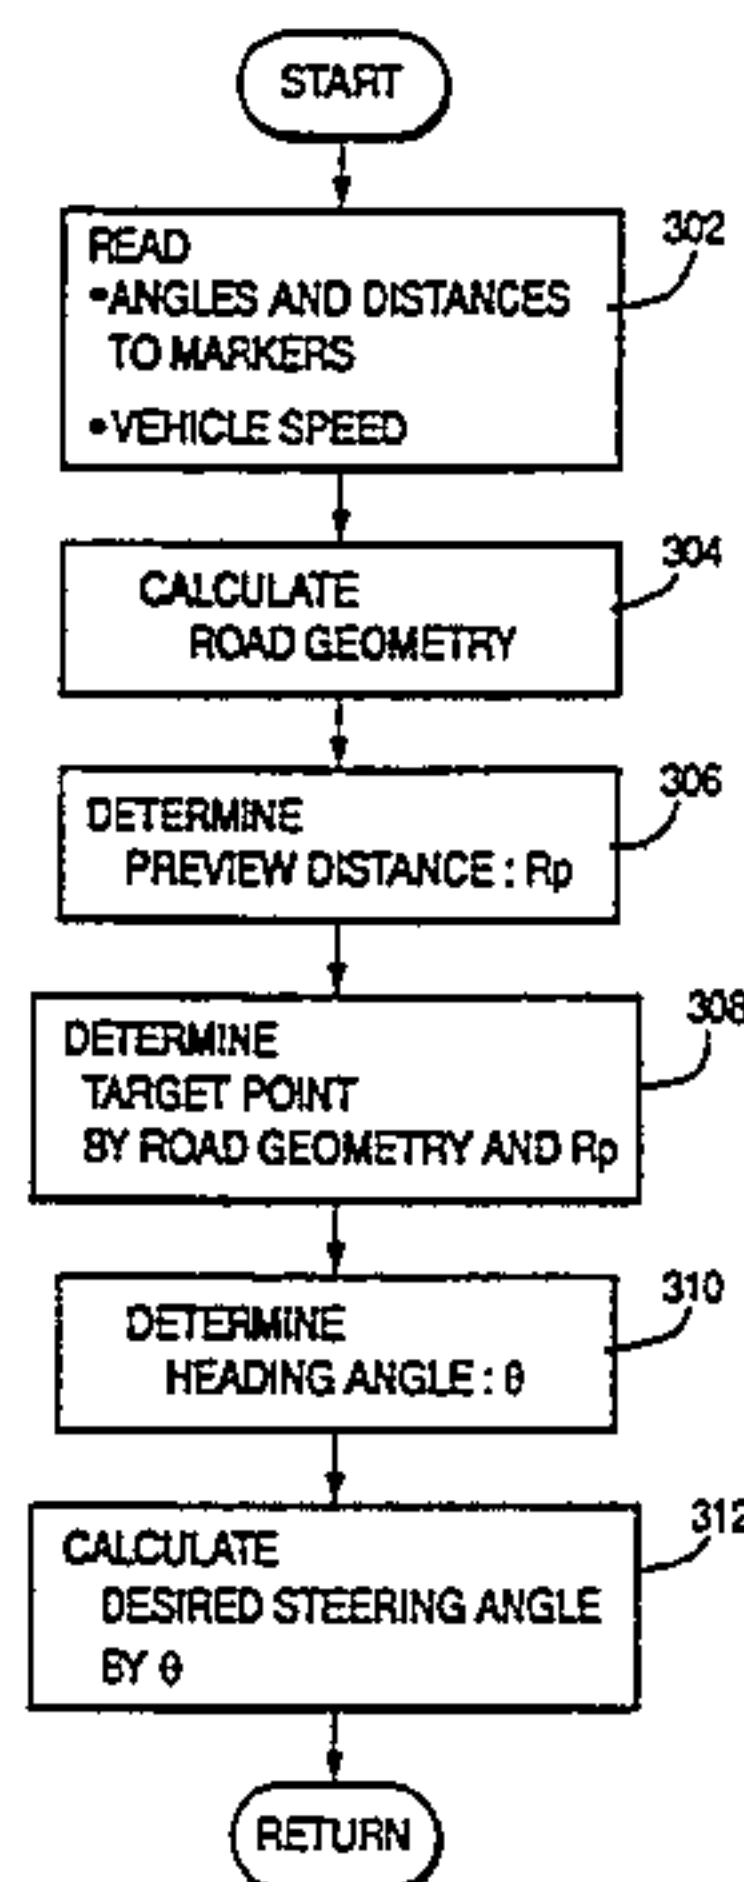 START
READ
•ANGLES AND DISTANCES
TO MARKERS
•VEHICLE SPEED
302
CALCULATE
ROAD GEOMETRY
304
DETERMINE
PREVIEW DISTANCE : Rp
306
DETERMINE
TARGET POINT
BY ROAD GEOMETRY AND Rp
308
DETERMINE
HEADING ANGLE : θ
310
CALCULATE
DESIRED STEERING ANGLE
BY θ
312
RETURN